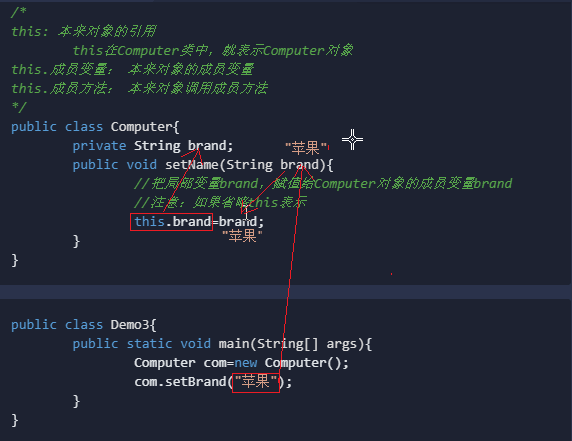 /*
this: 本来对象的引用
this在Computer类中，就表示Computer对象
this.成员变量： 本来对象的成员变量
this.成员方法： 本来对象调用成员方法
*/
public class Computer{
private String brand;
"苹果"
public void setName(String brand){
//把局部变量brand，赋值给Computer对象的成员变量brand
//注意：如果省略this表示
this.brand=brand;
"苹果"
}
}
public class Demo3{
public static void main(String[] args){
Computer com=new Computer();
com.setBrand("苹果");
}
}